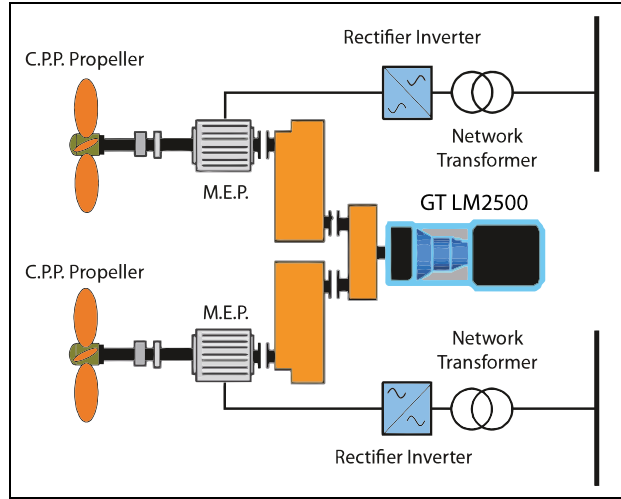 Rectifier Inverter
C.P.P. Propeller
Network
Transformer
M.E.P.
GT LM2500
C.P.P. Propeller
M.E.P.
Network
Transformer
Rectifier Inverter